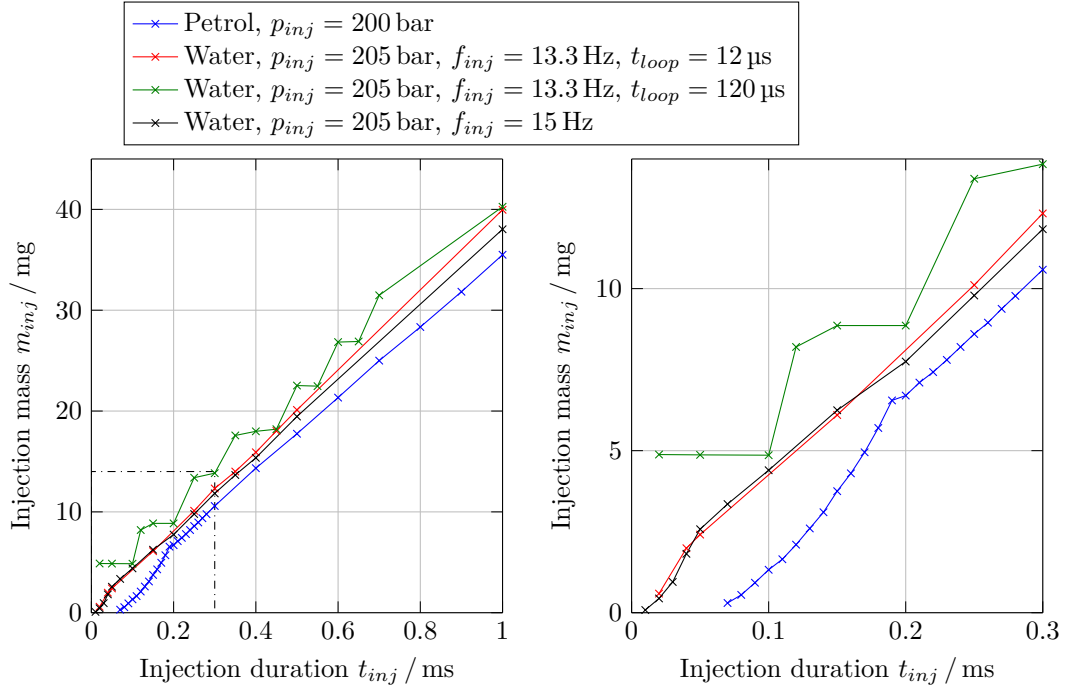 Petrol, p_inj = 200 bar
Water, p_inj = 205 bar, f_inj = 13.3 Hz, t_loop = 12 µs
Water, p_inj = 205 bar, f_inj = 13.3 Hz, t_loop = 120 µs
Water, p_inj = 205 bar, f_inj = 15 Hz
Injection mass m_inj / mg
40
30
20
10
0
0 0.2 0.4 0.6 0.8 1
Injection duration t_inj / ms
Injection mass m_inj / mg
10
5
0
0 0.1 0.2 0.3
Injection duration t_inj / ms